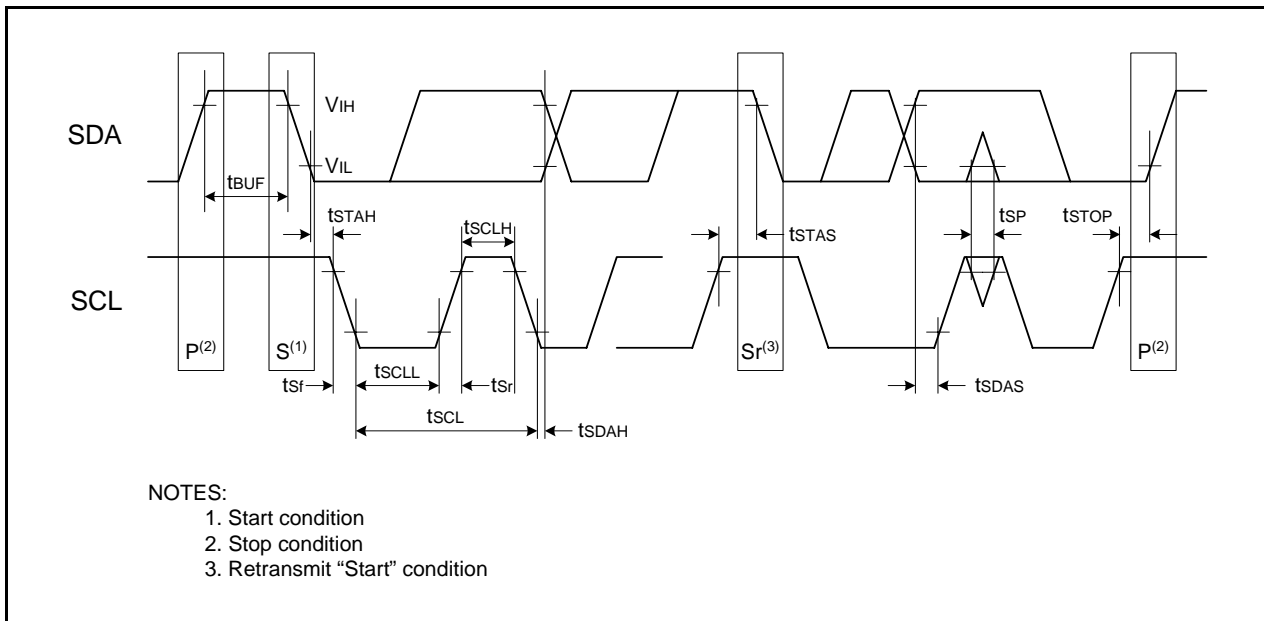 SDA
VIH
VIL
tBUF
tSTAH
tSCLH
tSTAS
tSP
tSTOP
SCL
P(2)
S(1)
Sr(3)
P(2)
tSf
tSCLL
tSr
tSDAS
tSCL
tSDAH
NOTES:
1. Start condition
2. Stop condition
3. Retransmit “Start” condition